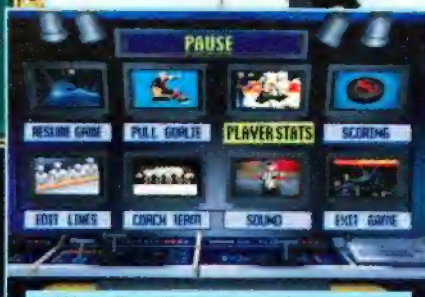 PAUSE
RESUME GAME PULL GOALIE PLAYER STATS SCORING
EDIT LINES COACH TEAM SOUND EXIT GAME